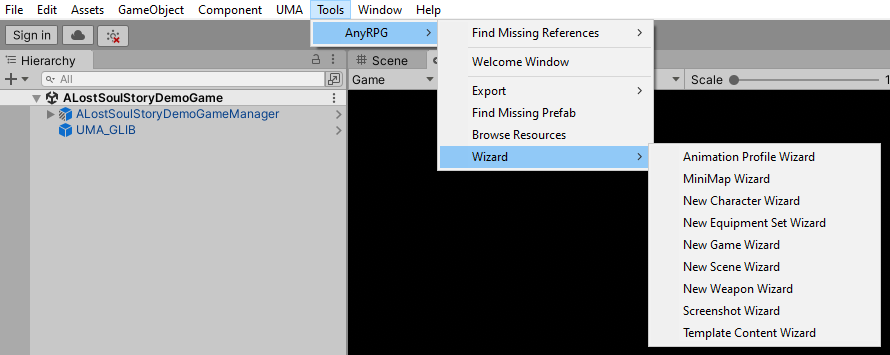 File Edit Assets GameObject Component UMA Tools Window Help
Sign in
AnyRPG
Find Missing References
Welcome Window
Export
Find Missing Prefab
Browse Resources
Wizard
Animation Profile Wizard
MiniMap Wizard
New Character Wizard
New Equipment Set Wizard
New Game Wizard
New Scene Wizard
New Weapon Wizard
Screenshot Wizard
Template Content Wizard
Hierarchy
All
ALostSoulStoryDemoGame
ALostSoulStoryDemoGameManager
UMA_GLIB
Scene
Game
Scale
1